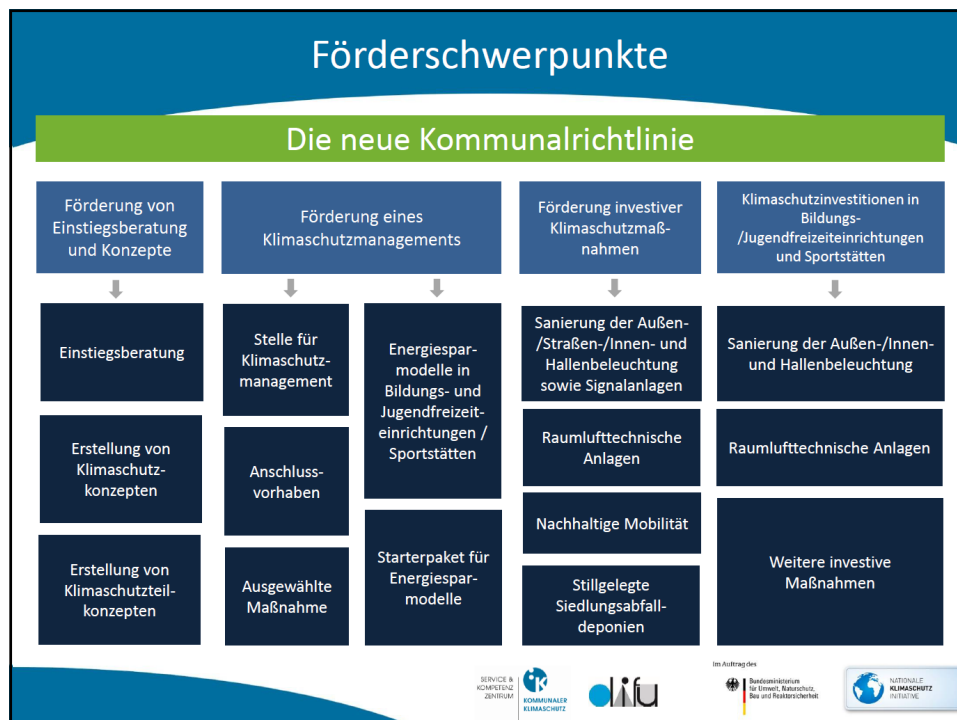 Förderschwerpunkte
Die neue Kommunalrichtlinie
Förderung von
Einstiegsberatung
und Konzepte
Einstiegsberatung
Erstellung von
Klimaschutz-
konzepten
Erstellung von
Klimaschutzteil-
konzepten
Förderung eines
Klimaschutzmanagements
Stelle für
Klimaschutz-
management
Anschluss-
vorhaben
Ausgewählte
Maßnahme
Energiespar-
modelle in
Bildungs- und
Jugendfreizeit-
einrichtungen /
Sportstätten
Starterpaket für
Energiespar-
modelle
Förderung investiver
Klimaschutzmaß-
nahmen
Sanierung der Außen-
/Straßen-/Innen- und
Hallenbeleuchtung
sowie Signalanlagen
Raumlufttechnische
Anlagen
Nachhaltige Mobilität
Stillgelegte
Siedlungsabfall-
deponien
Klimaschutzinvestitionen in
Bildungs-
/Jugendfreizeiteinrichtungen
und Sportstätten
Sanierung der Außen-/Innen-
und Hallenbeleuchtung
Raumlufttechnische Anlagen
Weitere investive
Maßnahmen
SERVICE &
KOMPETENZ
ZENTRUM
KOMMUNALER
KLIMASCHUTZ
difu
Im Auftrag des
Bundesministerium
für Umwelt, Naturschutz,
Bau und Reaktorsicherheit
NATIONALE
KLIMASCHUTZ
INITIATIVE